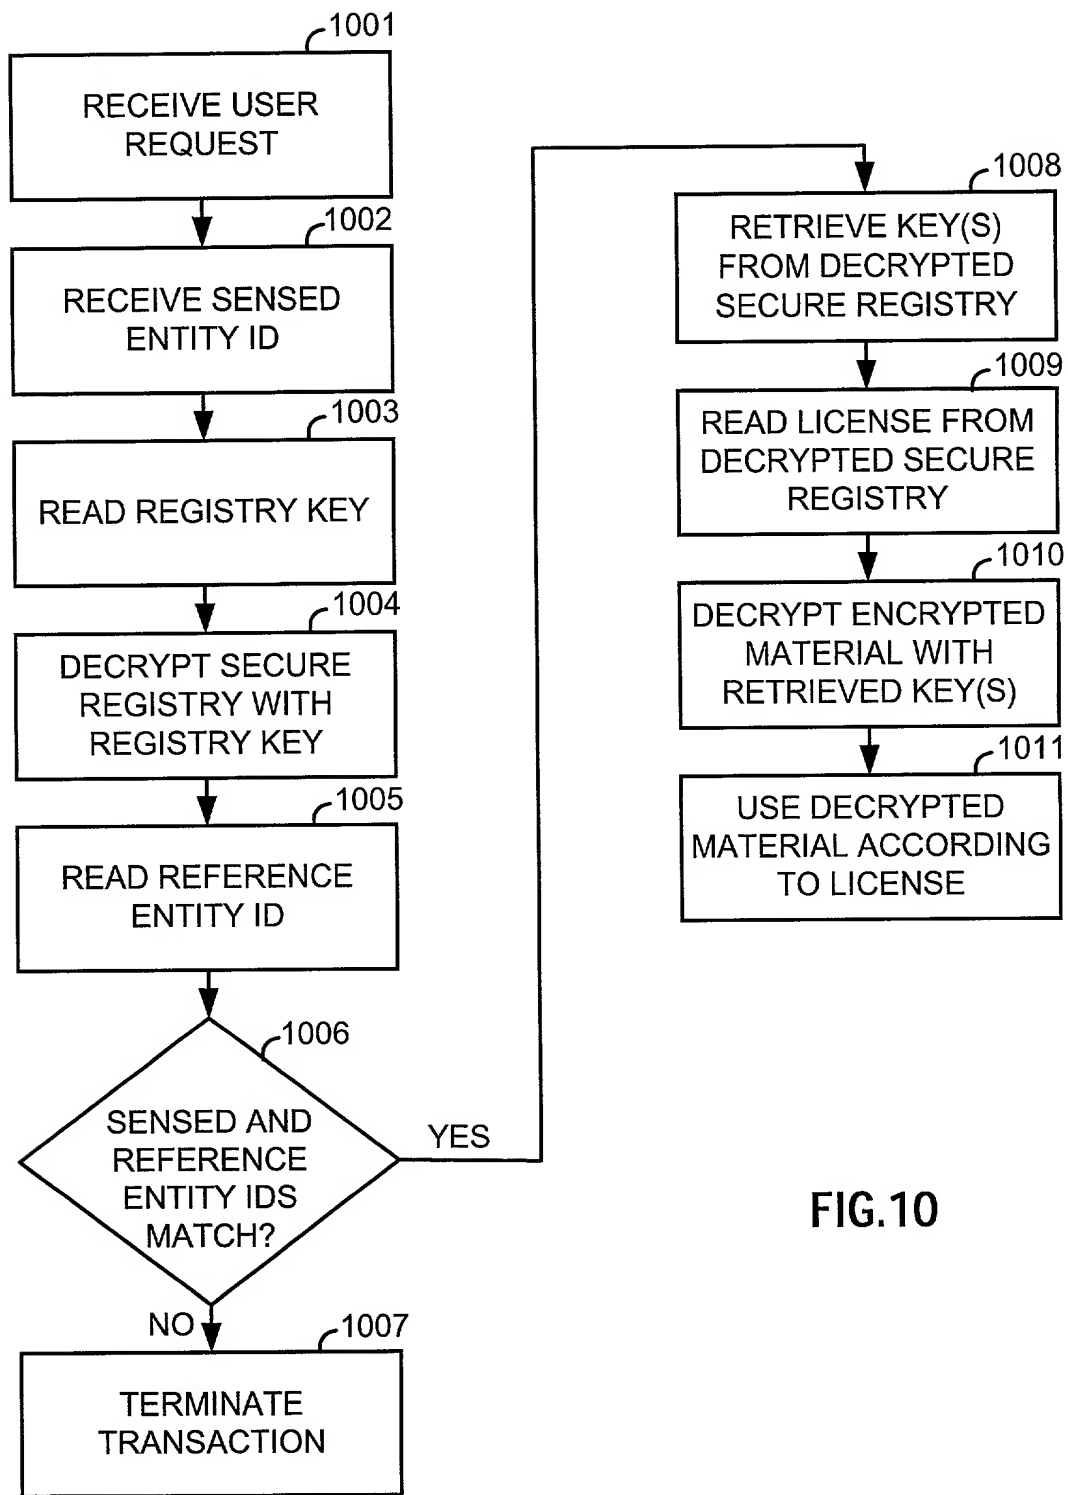 1001
RECEIVE USER
REQUEST
1002
RECEIVE SENSED
ENTITY ID
1003
READ REGISTRY KEY
1004
DECRYPT SECURE
REGISTRY WITH
REGISTRY KEY
1005
READ REFERENCE
ENTITY ID
1006
SENSED AND
REFERENCE
ENTITY IDS
MATCH?
YES
NO
1007
TERMINATE
TRANSACTION
1008
RETRIEVE KEY(S)
FROM DECRYPTED
SECURE REGISTRY
1009
READ LICENSE FROM
DECRYPTED SECURE
REGISTRY
1010
DECRYPT ENCRYPTED
MATERIAL WITH
RETRIEVED KEY(S)
1011
USE DECRYPTED
MATERIAL ACCORDING
TO LICENSE
FIG.10